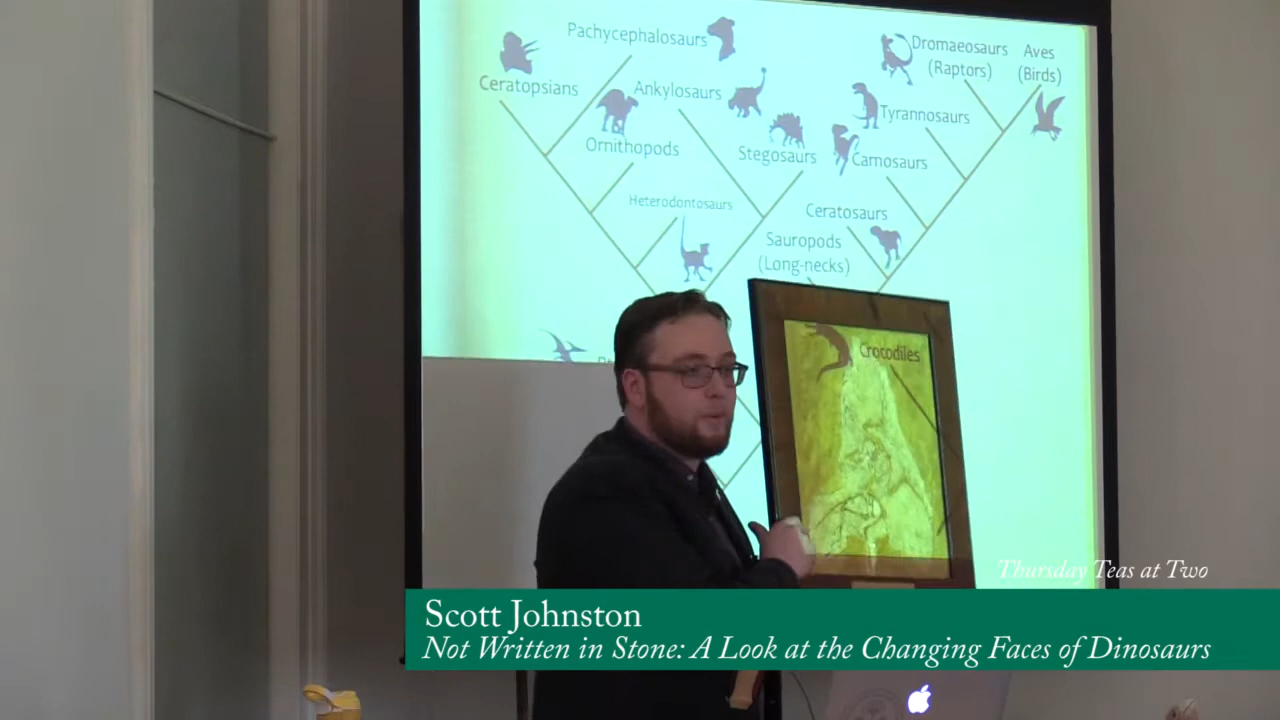 Pachycephalosaurs
Dromaeosaurs
(Raptors)
Aves
(Birds)
Ceratopsians
Ankylosaurs
Tyrannosaurs
Ornithopods
Stegosaurs
Carnosaurs
Heterodontosaurs
Ceratosaurs
Sauropods
(Long-necks)
Crocodiles
Thursday Teas at Two
Scott Johnston
Not Written in Stone: A Look at the Changing Faces of Dinosaurs